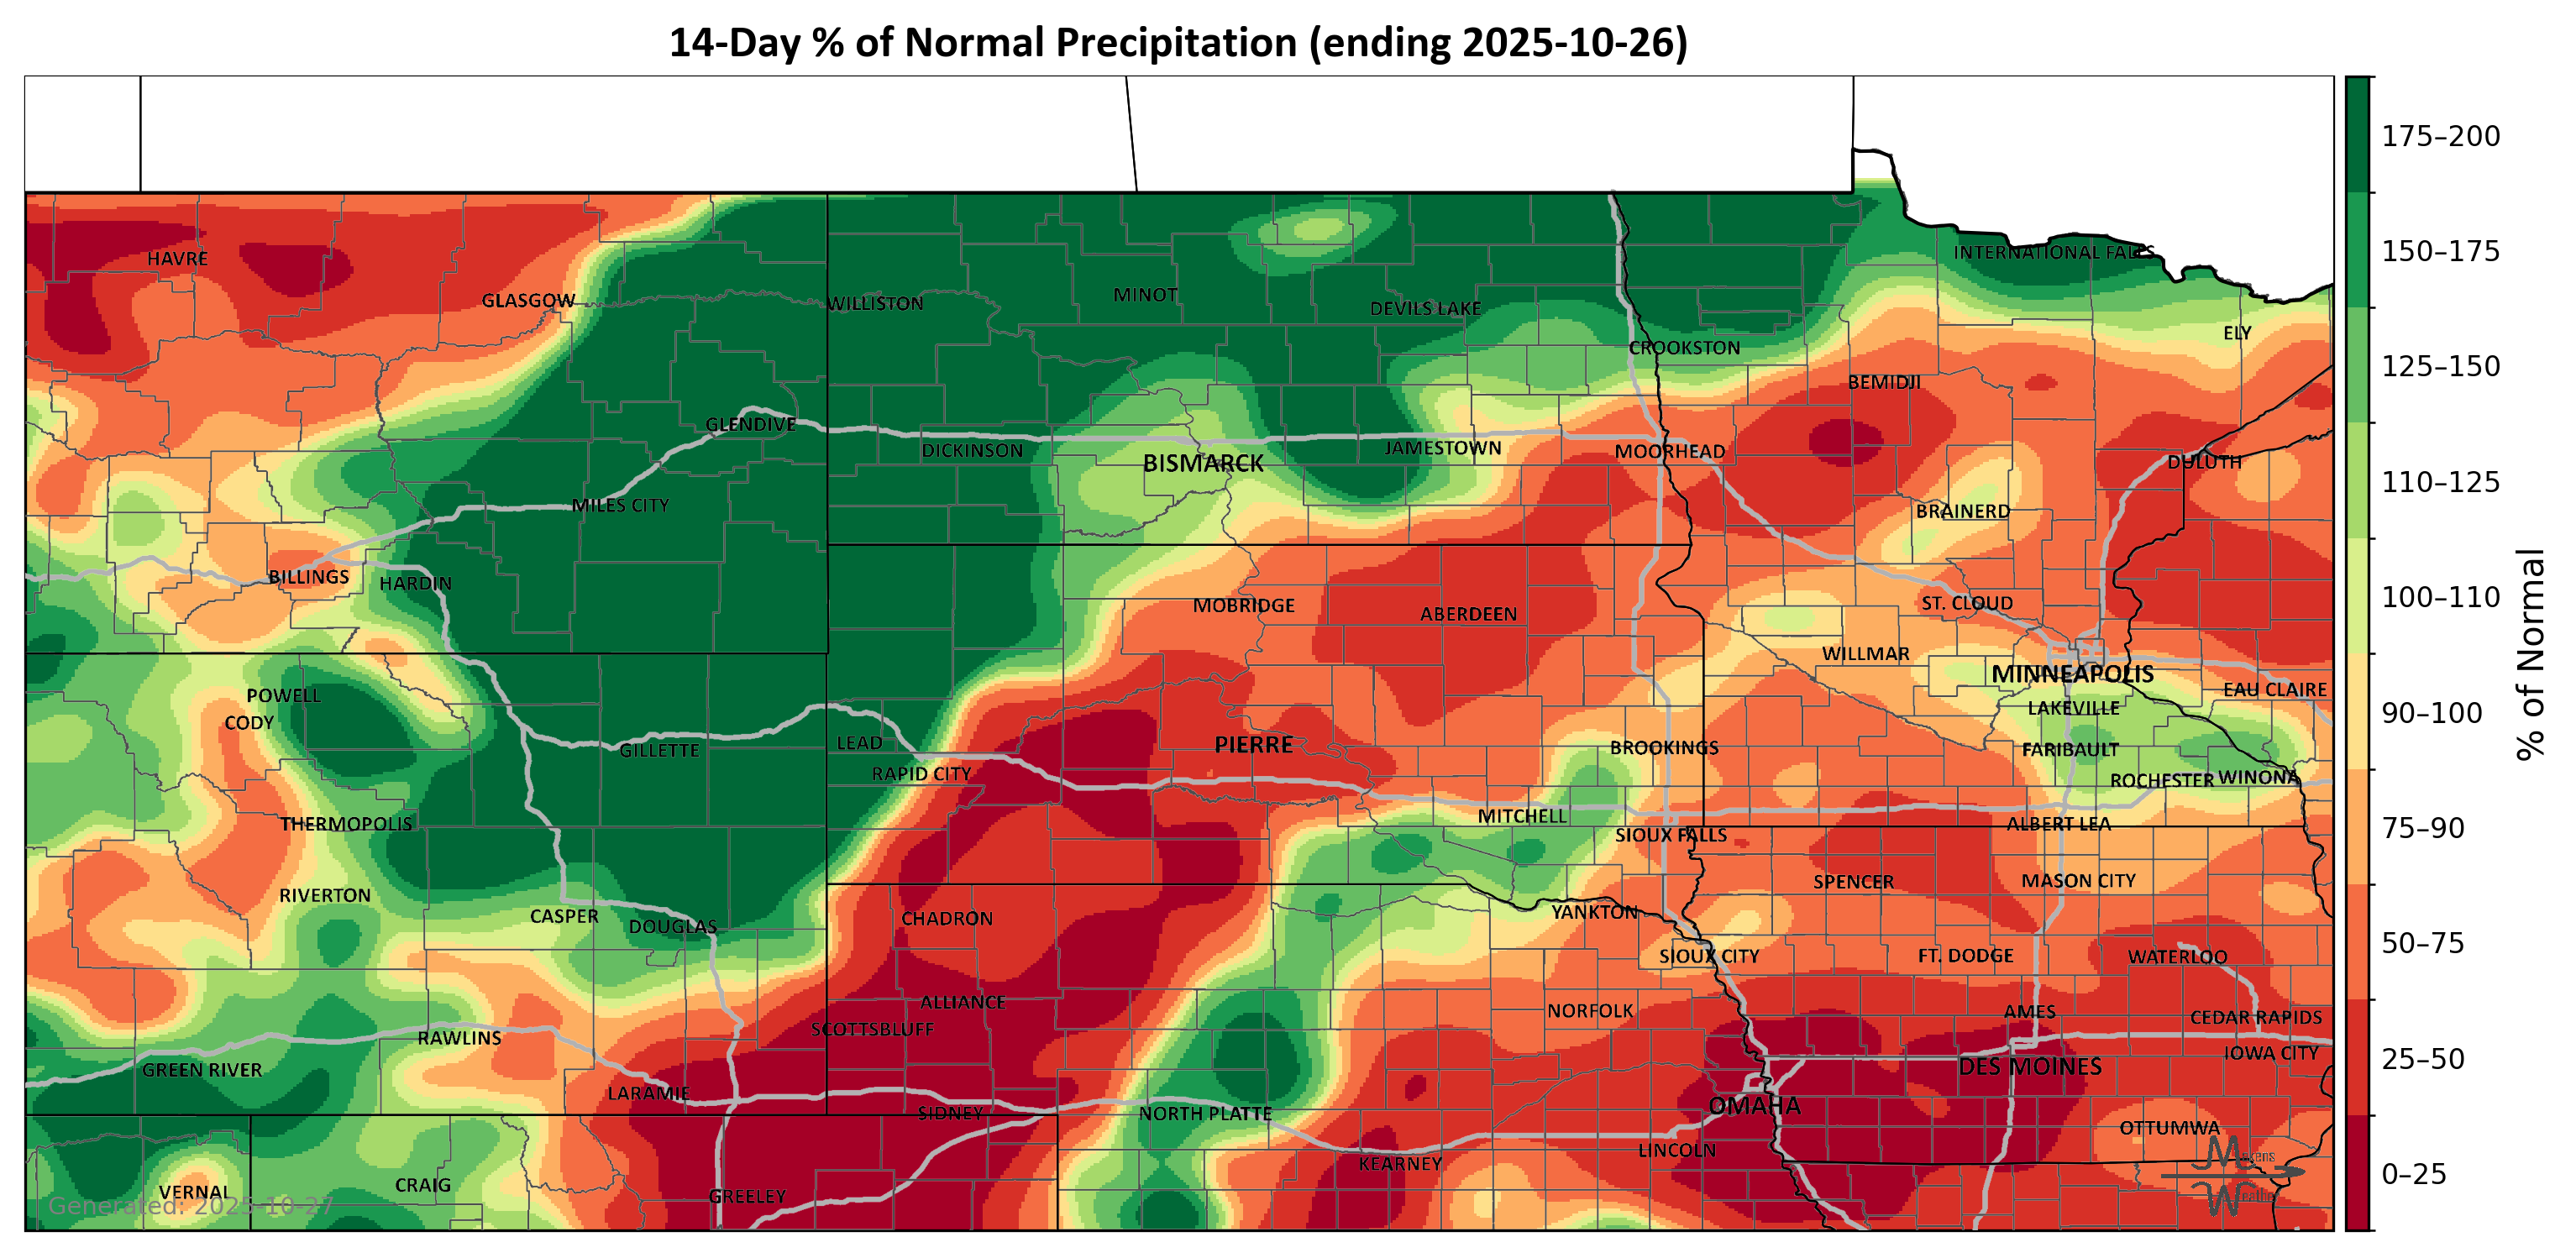 14-Day % of Normal Precipitation (ending 2025-10-26)
175–200
INTERNATIONAL FALLS
150–175
HAVRE
GLASGOW
WILLISTON
MINOT
DEVILS LAKE
125–150
ELY
CROOKSTON
BEMIDJI
GLENDIVE
DICKINSON
BISMARCK
JAMESTOWN
MOORHEAD
DULUTH
110–125
MILES CITY
BRAINERD
BILLINGS
HARDIN
MOBRIDGE
ABERDEEN
ST. CLOUD
100–110
% of Normal
WILLMAR
MINNEAPOLIS
EAU CLAIRE
POWELL
CODY
LAKEVILLE
90–100
GILLETTE
LEAD
PIERRE
BROOKINGS
FARIBAULT
RAPID CITY
ROCHESTER
WINONA
THERMOPOLIS
MITCHELL
SIOUX FALLS
ALBERT LEA
75–90
RIVERTON
SPENCER
MASON CITY
CASPER
DOUGLAS
CHADRON
YANKTON
SIOUX CITY
FT. DODGE
WATERLOO
50–75
ALLIANCE
SCOTTSBLUFF
NORFOLK
AMES
CEDAR RAPIDS
RAWLINS
IOWA CITY
GREEN RIVER
DES MOINES
25–50
LARAMIE
SIDNEY
NORTH PLATTE
OMAHA
OTTUMWA
LINCOLN
KEARNEY
VERNAL
CRAIG
GREELEY
0–25
Makens
Weather
Generated: 2025-10-27